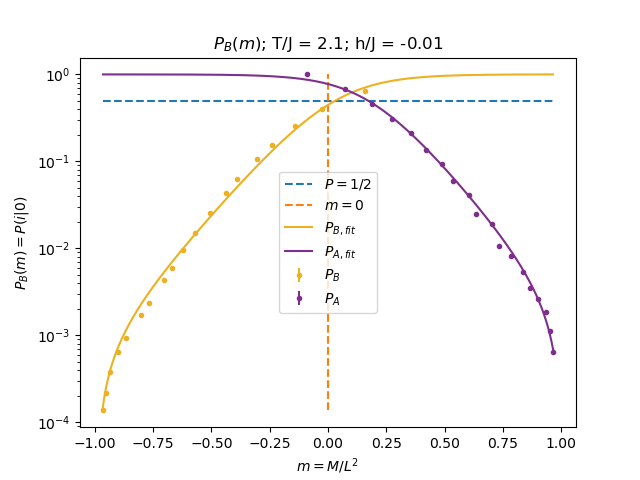 P_B(m); T/J = 2.1; h/J = -0.01
P_B(m) = P(i|0)
10^0
10^−1
10^−2
10^−3
10^−4
P = 1/2
m = 0
P_{B, fit}
P_{A, fit}
P_B
P_A
−1.00 −0.75 −0.50 −0.25 0.00 0.25 0.50 0.75 1.00
m = M/L^2